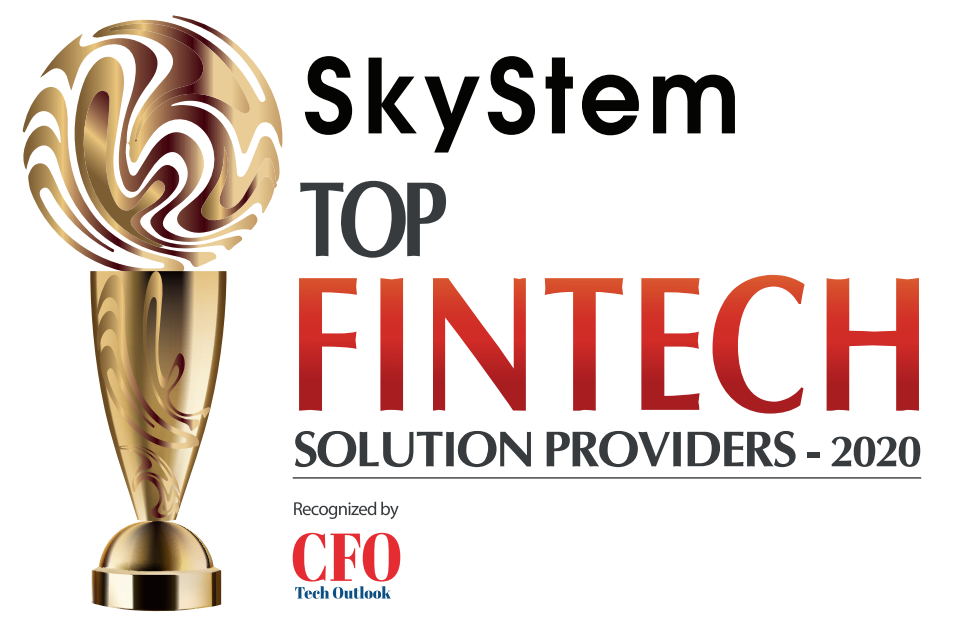 SkyStem
TOP
FINTECH
SOLUTION PROVIDERS - 2020
Recognized by
CFO
Tech Outlook